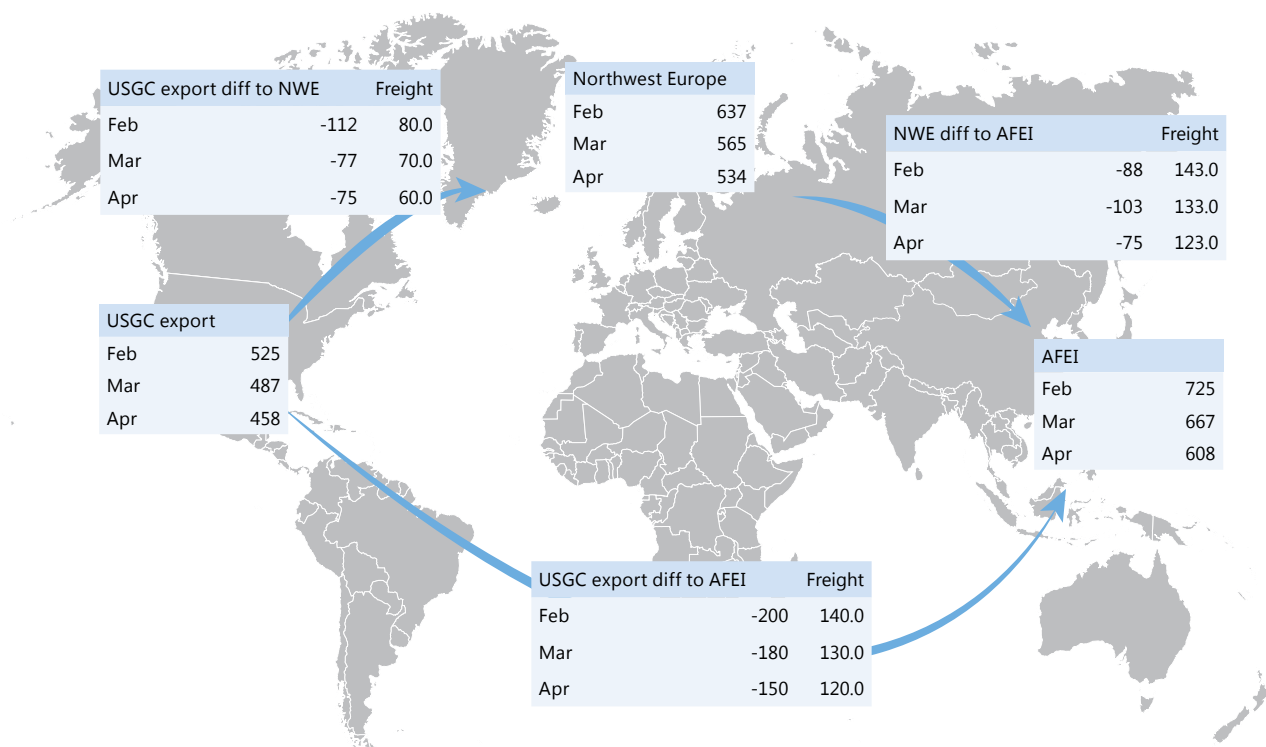 USGC export diff to NWE Freight
Feb -112 80.0
Mar -77 70.0
Apr -75 60.0
Northwest Europe
Feb 637
Mar 565
Apr 534
NWE diff to AFEI Freight
Feb -88 143.0
Mar -103 133.0
Apr -75 123.0
USGC export
Feb 525
Mar 487
Apr 458
AFEI
Feb 725
Mar 667
Apr 608
USGC export diff to AFEI Freight
Feb -200 140.0
Mar -180 130.0
Apr -150 120.0